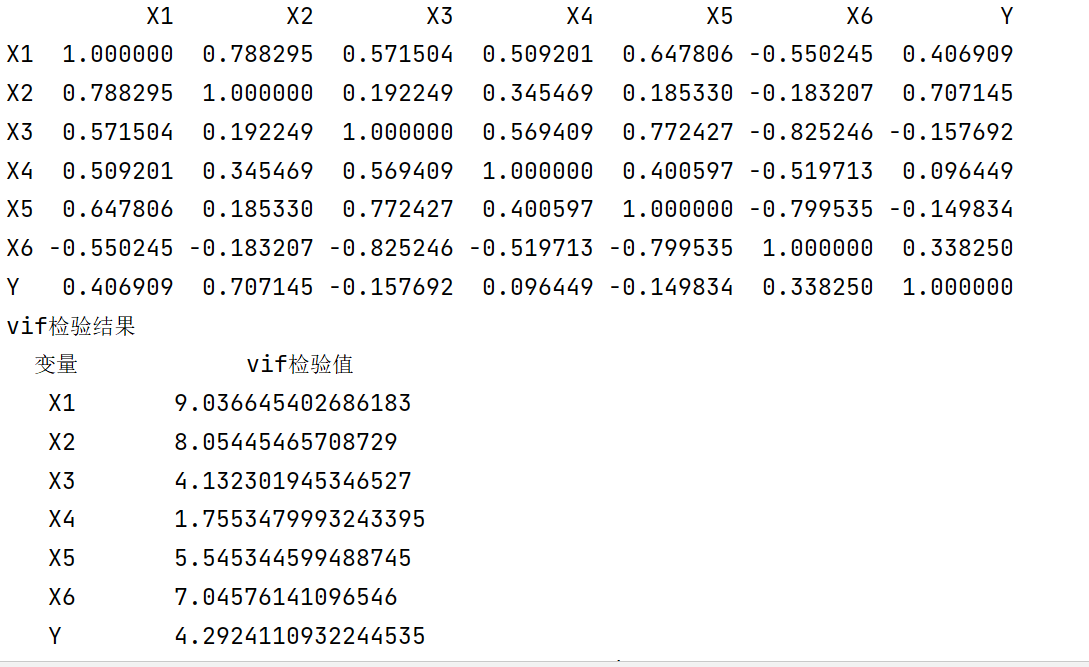 X1 X2 X3 X4 X5 X6 Y
X1 1.000000 0.788295 0.571504 0.509201 0.647806 -0.550245 0.406909
X2 0.788295 1.000000 0.192249 0.345469 0.185330 -0.183207 0.707145
X3 0.571504 0.192249 1.000000 0.569409 0.772427 -0.825246 -0.157692
X4 0.509201 0.345469 0.569409 1.000000 0.400597 -0.519713 0.096449
X5 0.647806 0.185330 0.772427 0.400597 1.000000 -0.799535 -0.149834
X6 -0.550245 -0.183207 -0.825246 -0.519713 -0.799535 1.000000 0.338250
Y 0.406909 0.707145 -0.157692 0.096449 -0.149834 0.338250 1.000000
vif检验结果
变量 vif检验值
X1 9.036645402686183
X2 8.05445465708729
X3 4.132301945346527
X4 1.7553479993243395
X5 5.545344599488745
X6 7.04576141096546
Y 4.2924110932244535